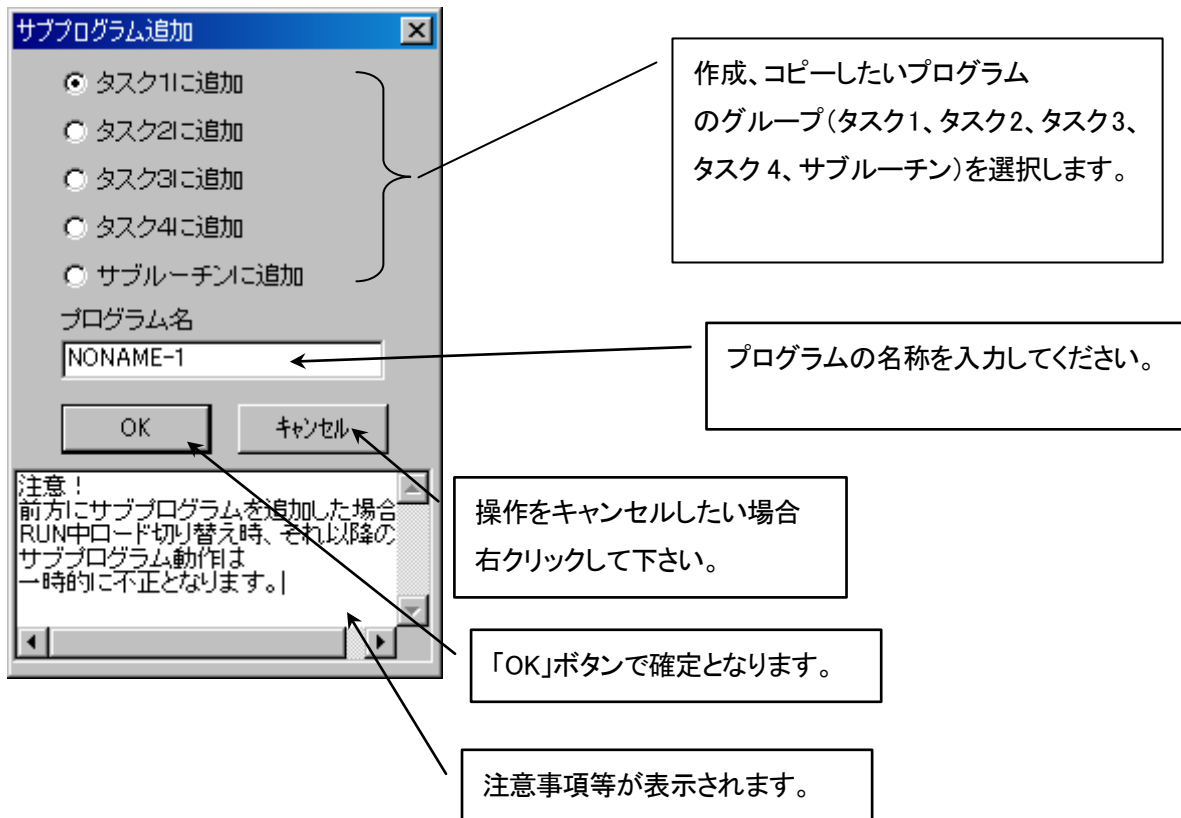 サブプログラム追加
タスク1に追加
タスク2に追加
タスク3に追加
タスク4に追加
サブルーチンに追加
プログラム名
NONAME-1
OK
キャンセル
注意！
前方にサブプログラムを追加した場合
RUN中ロード切り替え時、それ以降の
サブプログラム動作は
一時的に不正となります。
作成、コピーしたいプログラム
のグループ（タスク1、タスク2、タスク3、
タスク 4、サブルーチン）を選択します。
プログラムの名称を入力してください。
操作をキャンセルしたい場合
右クリックして下さい。
「OK」ボタンで確定となります。
注意事項等が表示されます。